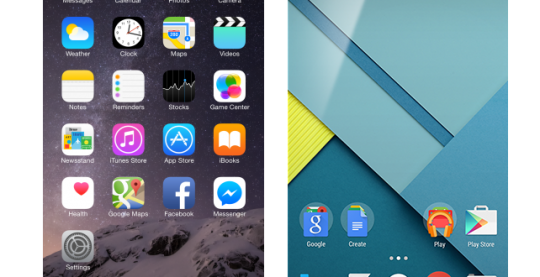 Messages Calendar Photos Camera
Weather Clock Maps Videos
Notes Reminders Stocks Game Center
Newsstand iTunes Store App Store iBooks
Health Google Maps Facebook Messenger
Settings
Google Create Play Play Store